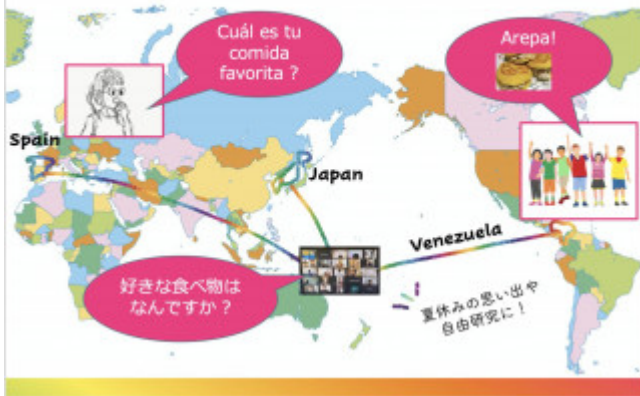 Cuál es tu
comida
favorita ?
Arepa!
Spain
Japan
Venezuela
好きな食べ物は
なんですか？
夏休みの思い出や
自由研究に！